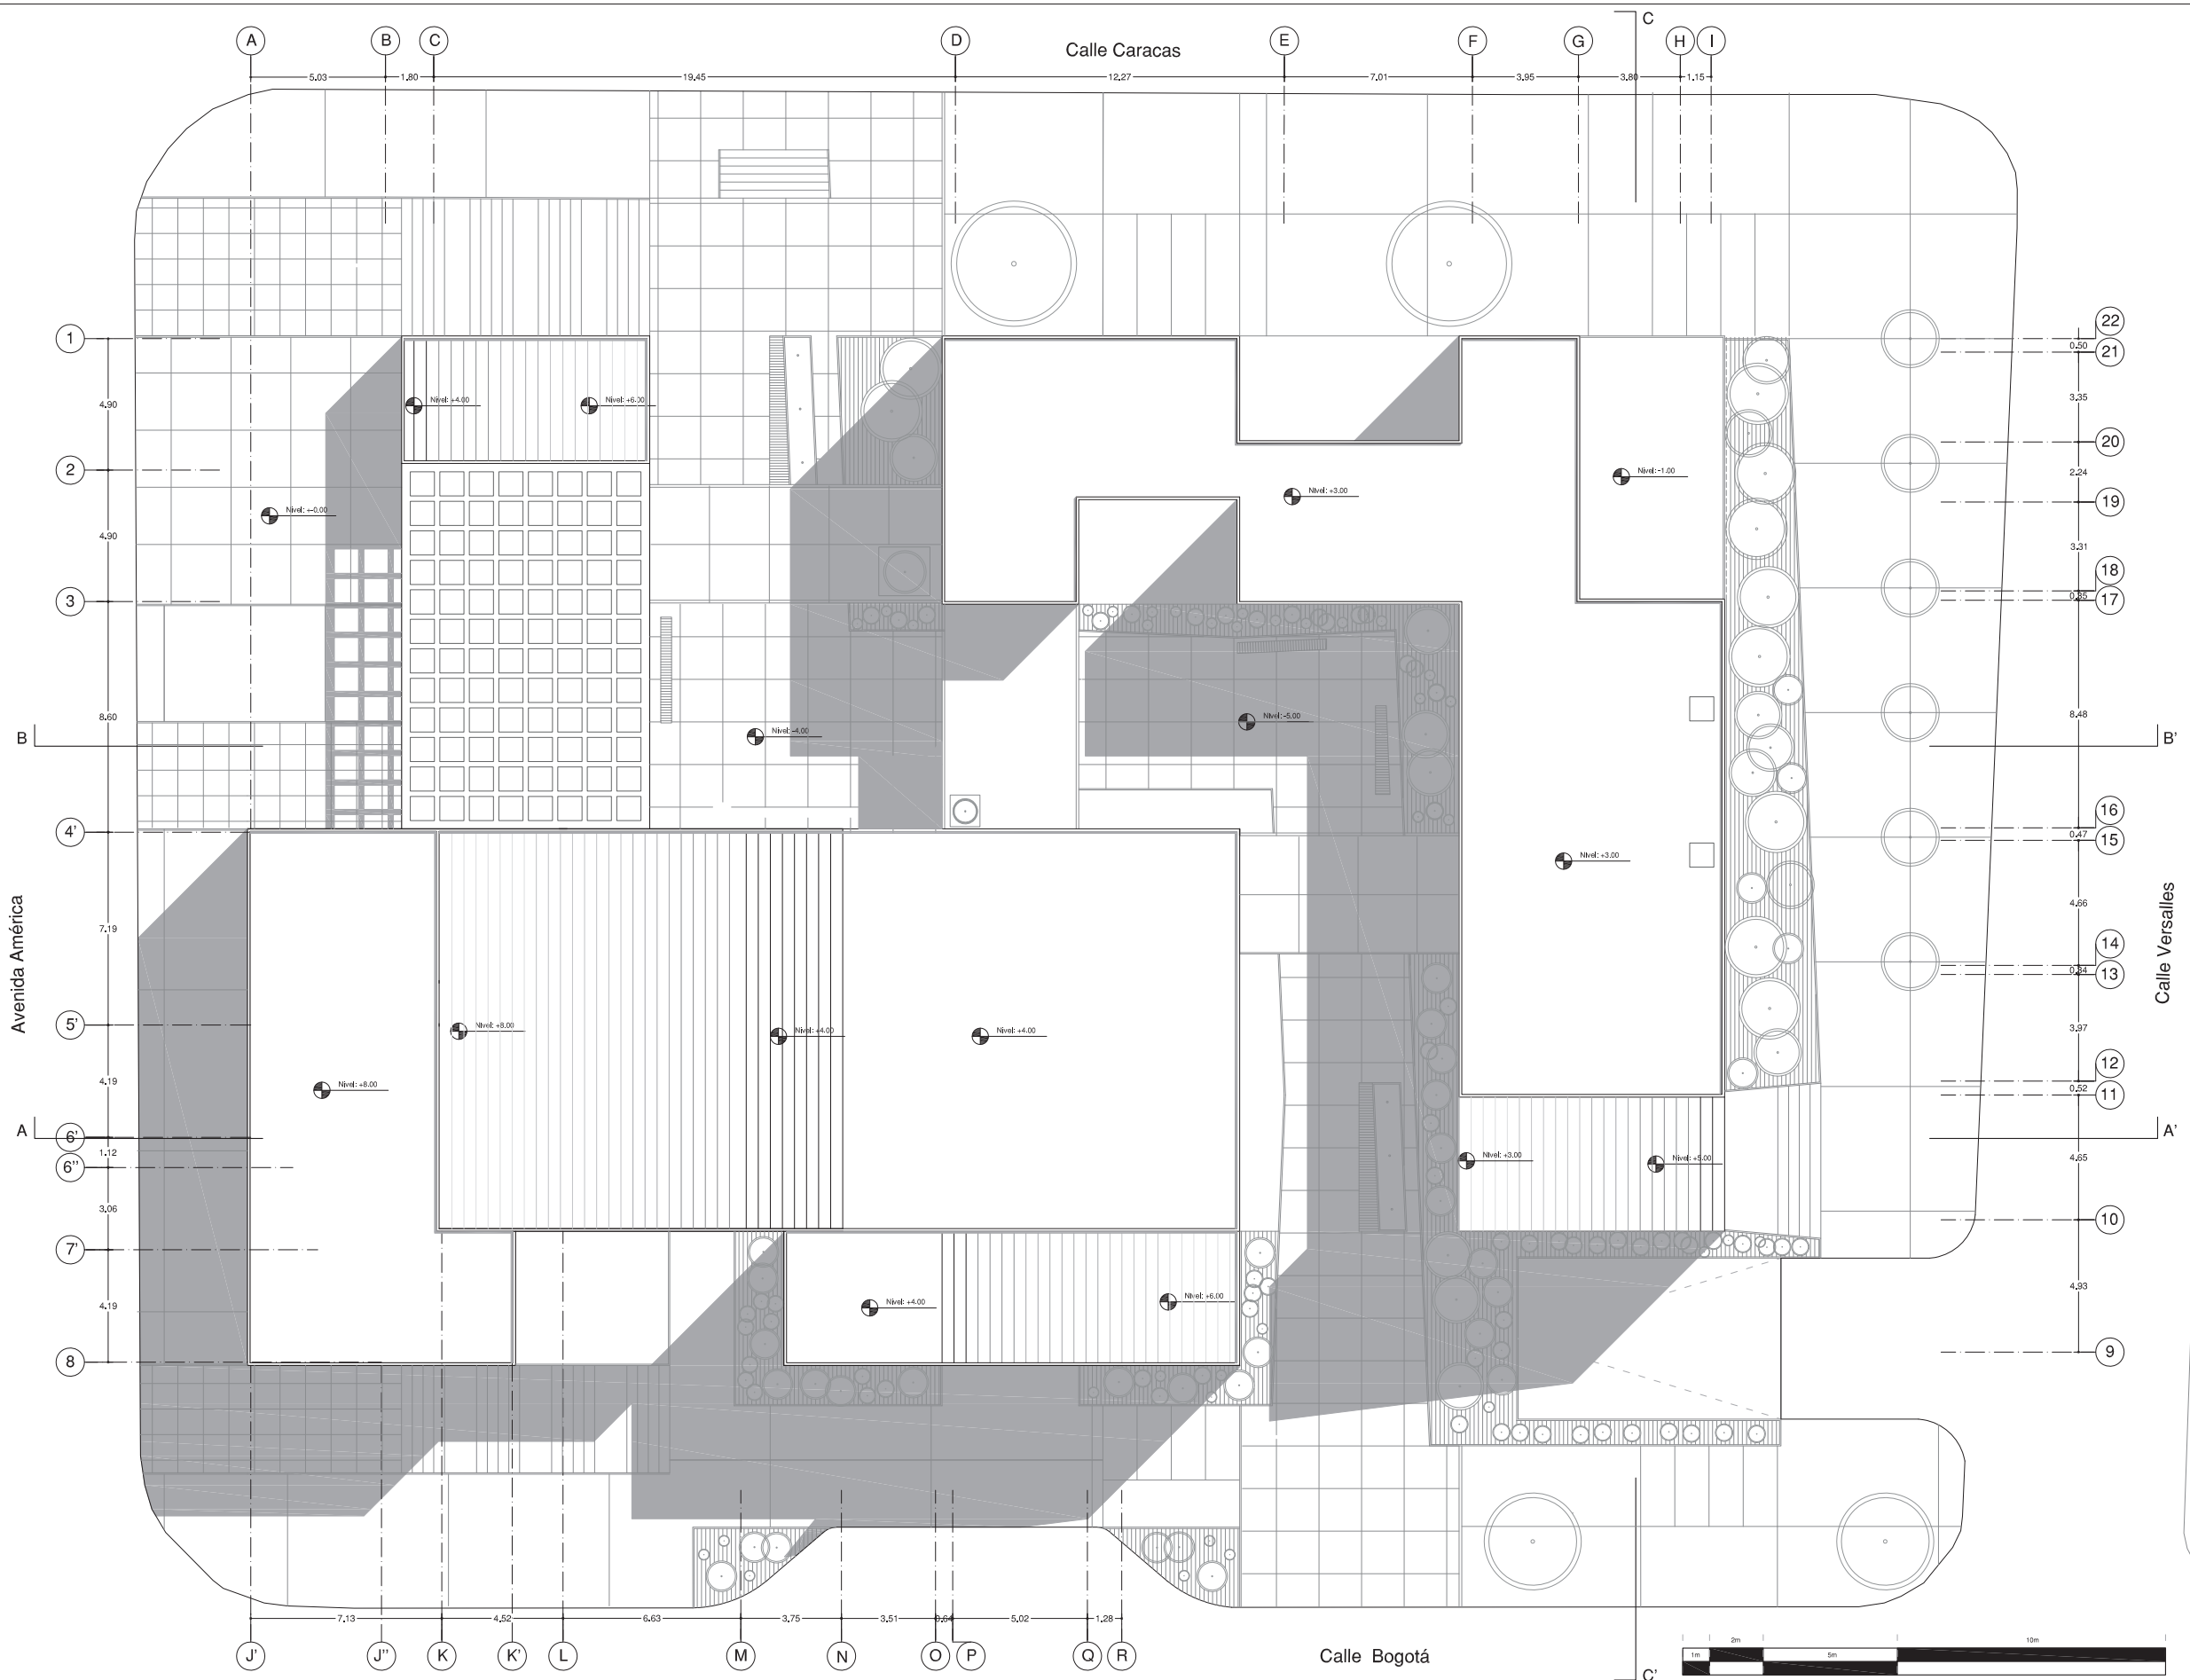 C
A B C D Calle Caracas E F G H I
5.03 1.80 19.45 12.27 7.01 3.95 3.80 1.15
22
1
0.50
21
3.35
4.90
Nivel: +4.00 Nivel: +6.00
20
2
2.24
Nivel: -1.00
Nivel: +3.00
19
Nivel: +-0.00
4.90
3.31
18
3
0.35
17
8.60
8.48
Nivel: -5.00
B
Nivel: -4.00
B'
16
4'
0.47
15
Nivel: +3.00
4.66
Avenida América
7.19
Calle Versalles
14
0.34
13
5'
Nivel: +8.00 Nivel: +4.00 Nivel: +4.00
3.97
12
4.19
Nivel: +8.00
0.52
11
A
6'
A'
1.12
Nivel: +3.00 Nivel: +5.00
4.65
6''
3.06
10
7'
4.93
4.19
Nivel: +4.00 Nivel: +6.00
9
8
7.13 4.52 6.63 3.75 3.51 0.64 5.02 1.28
J' J'' K K' L M N O P Q R Calle Bogotá
2m 10m
1m 5m
C'